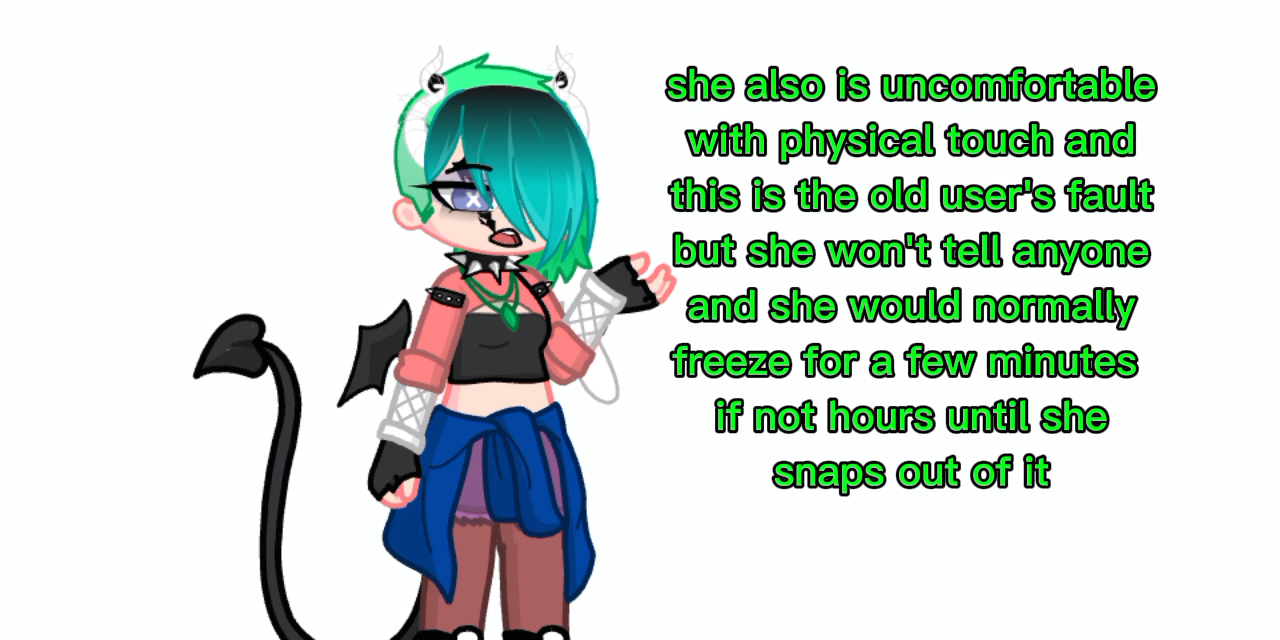 she also is uncomfortable
with physical touch and
this is the old user's fault
but she won't tell anyone
and she would normally
freeze for a few minutes
if not hours until she
snaps out of it